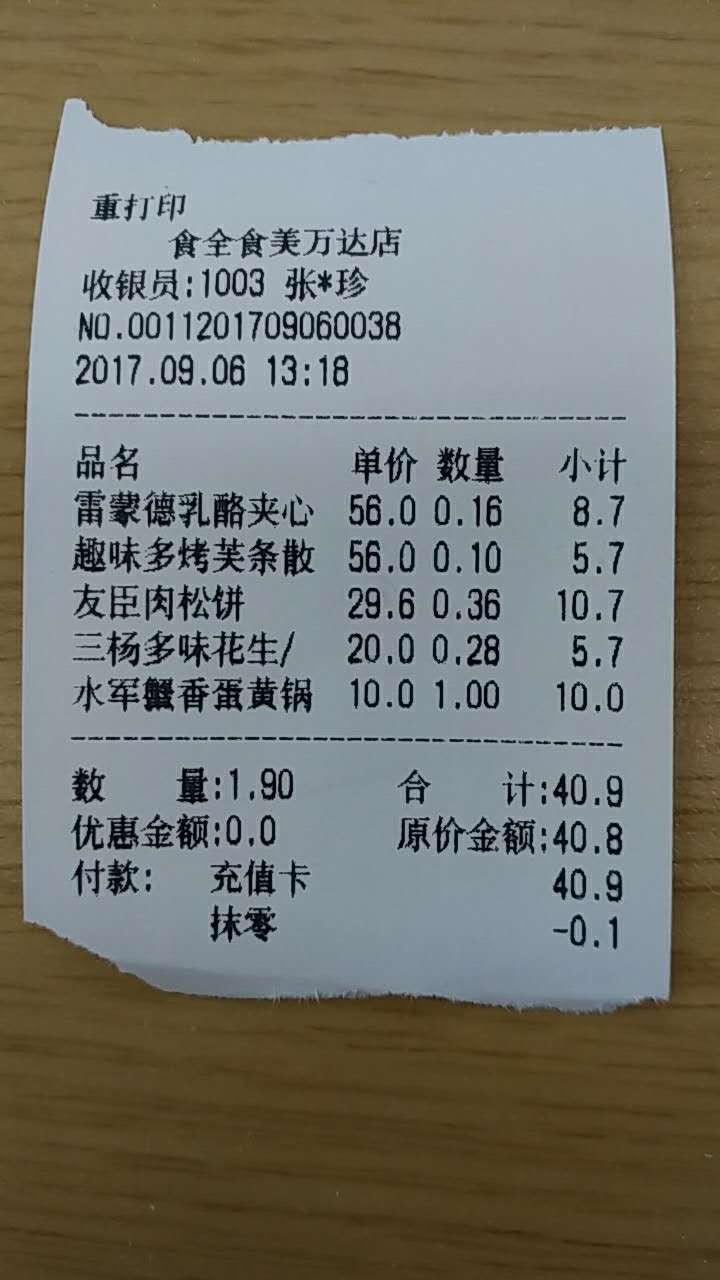 重打印
食全食美万达店
收银员:1003 张*珍
NO.0011201709060038
2017.09.06 13:18
品名 单价 数量 小计
雷蒙德乳酪夹心 56.0 0.16 8.7
趣味多烤芙条散 56.0 0.10 5.7
友臣肉松饼 29.6 0.36 10.7
三杨多味花生/ 20.0 0.28 5.7
水军蟹香蛋黄锅 10.0 1.00 10.0
数 量:1.90 合 计:40.9
优惠金额:0.0 原价金额:40.8
付款: 充值卡 40.9
抹零 -0.1